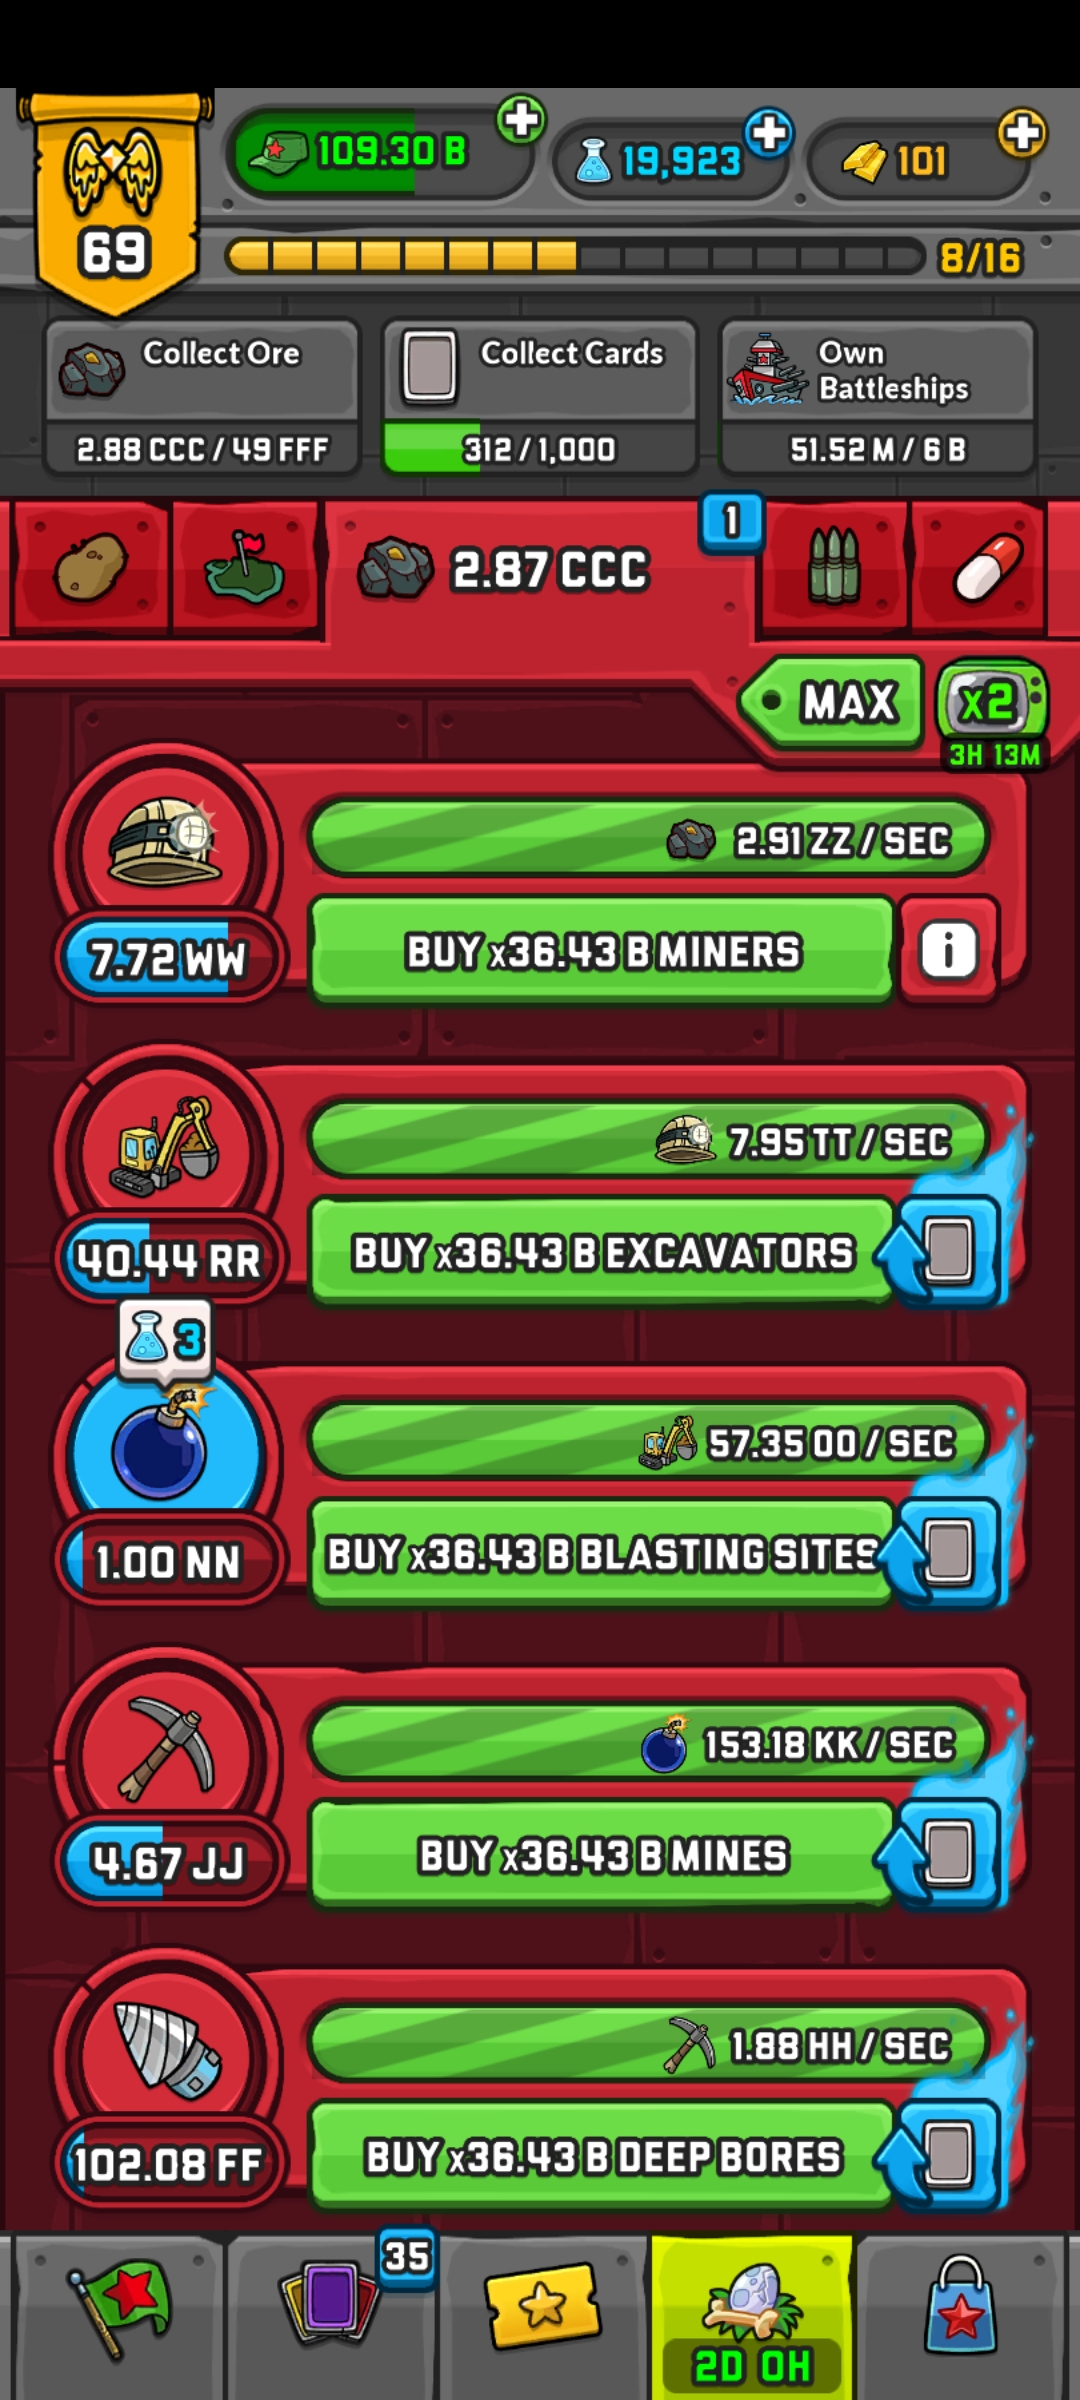 69
109.30 B
19,923
101
8/16
Collect Ore
2.88 CCC / 49 FFF
Collect Cards
312 / 1,000
Own
Battleships
51.52 M / 6 B
2.87 CCC
1
MAX
x2
3H 13M
2.91 ZZ / SEC
7.72 WW
BUY x36.43 B MINERS
i
7.95 TT / SEC
40.44 RR
BUY x36.43 B EXCAVATORS
3
57.35 OO / SEC
1.00 NN
BUY x36.43 B BLASTING SITES
153.18 KK / SEC
4.67 JJ
BUY x36.43 B MINES
1.88 HH / SEC
102.08 FF
BUY x36.43 B DEEP BORES
35
2D 0H